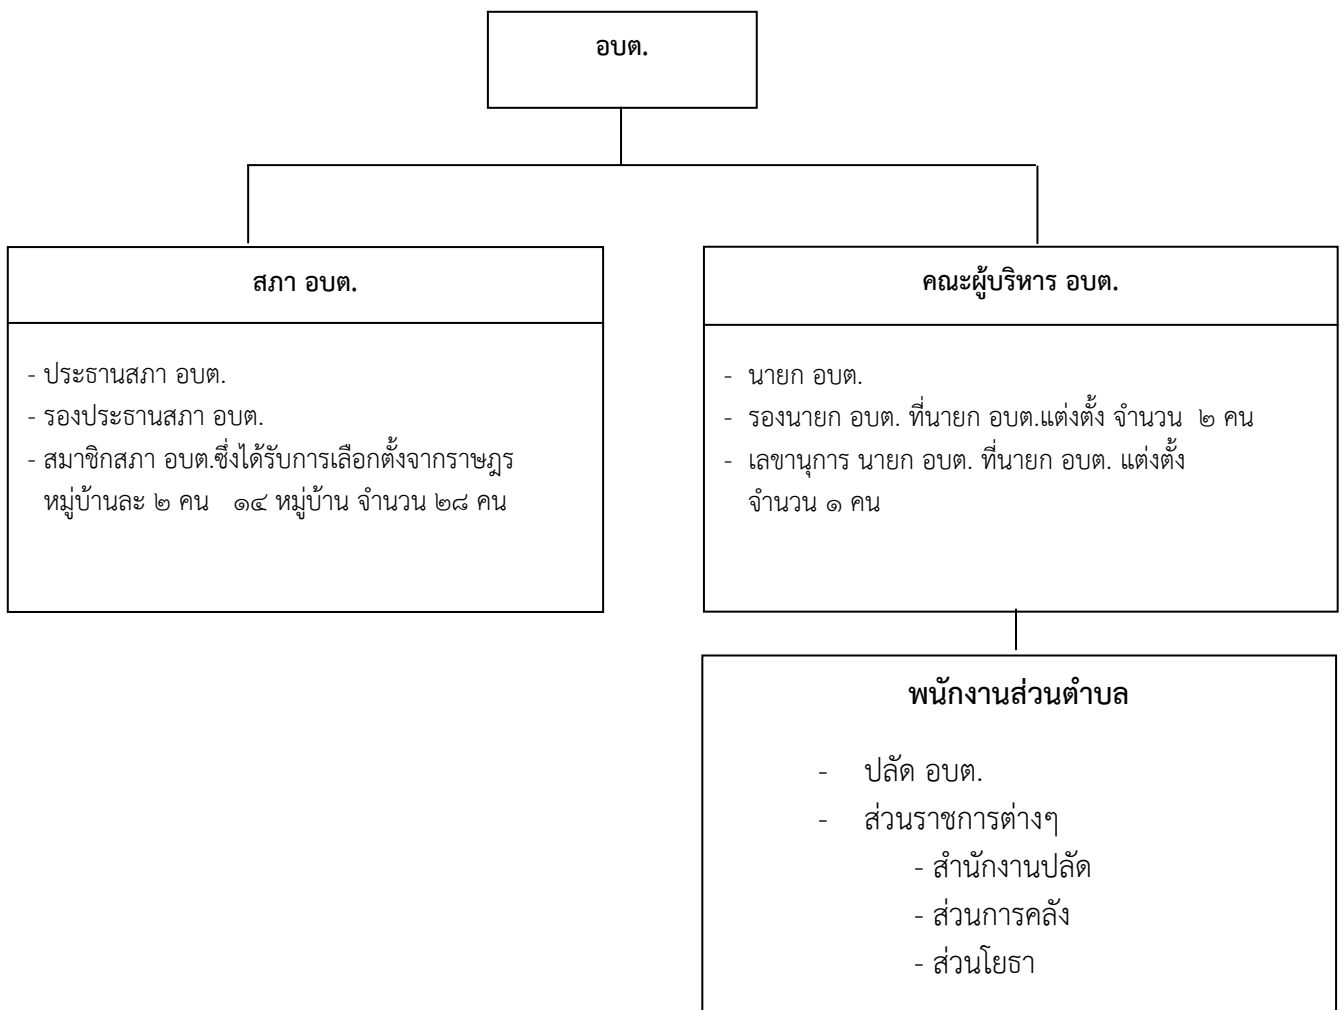 อบต.
สภา อบต.
- ประธานสภา อบต.
- รองประธานสภา อบต.
- สมาชิกสภา อบต.ซึ่งได้รับการเลือกตั้งจากราษฎร
หมู่บ้านละ ๒ คน ๑๔ หมู่บ้าน จำนวน ๒๘ คน
คณะผู้บริหาร อบต.
- นายก อบต.
- รองนายก อบต. ที่นายก อบต.แต่งตั้ง จำนวน ๒ คน
- เลขานุการ นายก อบต. ที่นายก อบต. แต่งตั้ง
จำนวน ๑ คน
พนักงานส่วนตำบล
- ปลัด อบต.
- ส่วนราชการต่างๆ
- สำนักงานปลัด
- ส่วนการคลัง
- ส่วนโยธา